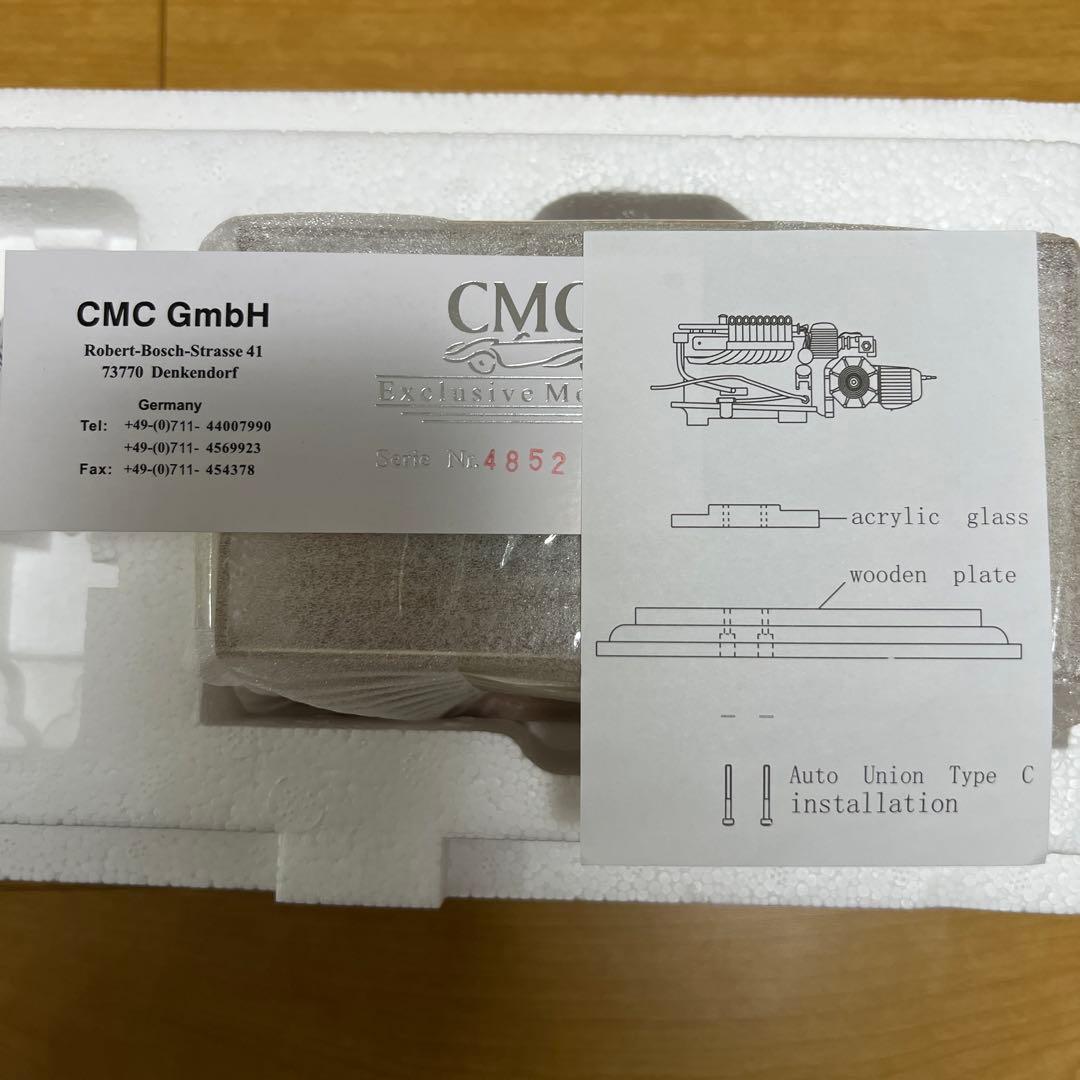 CMC GmbH
Robert-Bosch-Strasse 41
73770 Denkendorf
Germany
Tel: +49-(0)711- 44007990
+49-(0)711- 4569923
Fax: +49-(0)711- 454378
CMC
Exclusive Mo
Serie Nr. 4852
acrylic glass
wooden plate
Auto Union Type C
installation